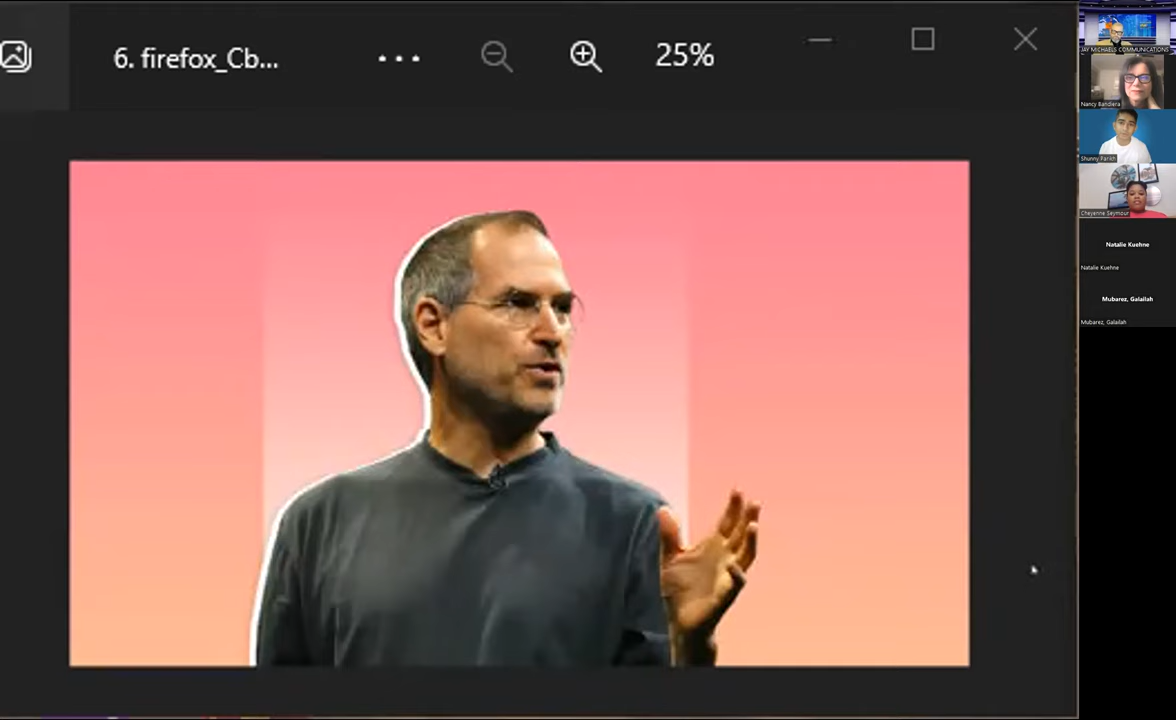 6. firefox_Cb...
25%
JAY MICHAELS COMMUNICATIONS
Nancy Bandiera
Shunny Parikh
Cheyenne Seymour
Natalie Kuehne
Natalie Kuehne
Mubarez, Galailah
Mubarez, Galailah